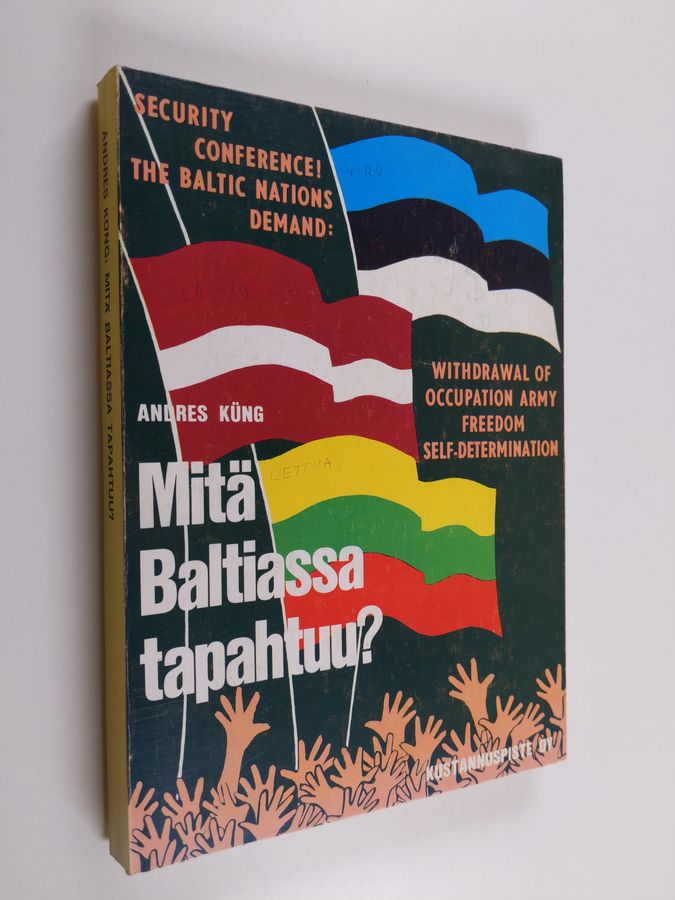 SECURITY
CONFERENCE!
THE BALTIC NATIONS
DEMAND:
VIRO
LATVIA
WITHDRAWAL OF
OCCUPATION ARMY
FREEDOM
SELF-DETERMINATION
ANDRES KÜNG
LIETTUA
Mitä
Baltiassa
tapahtuu?
KUSTANNUSPISTE OY
ANDRES KÜNG: MITÄ BALTIASSA TAPAHTUU?